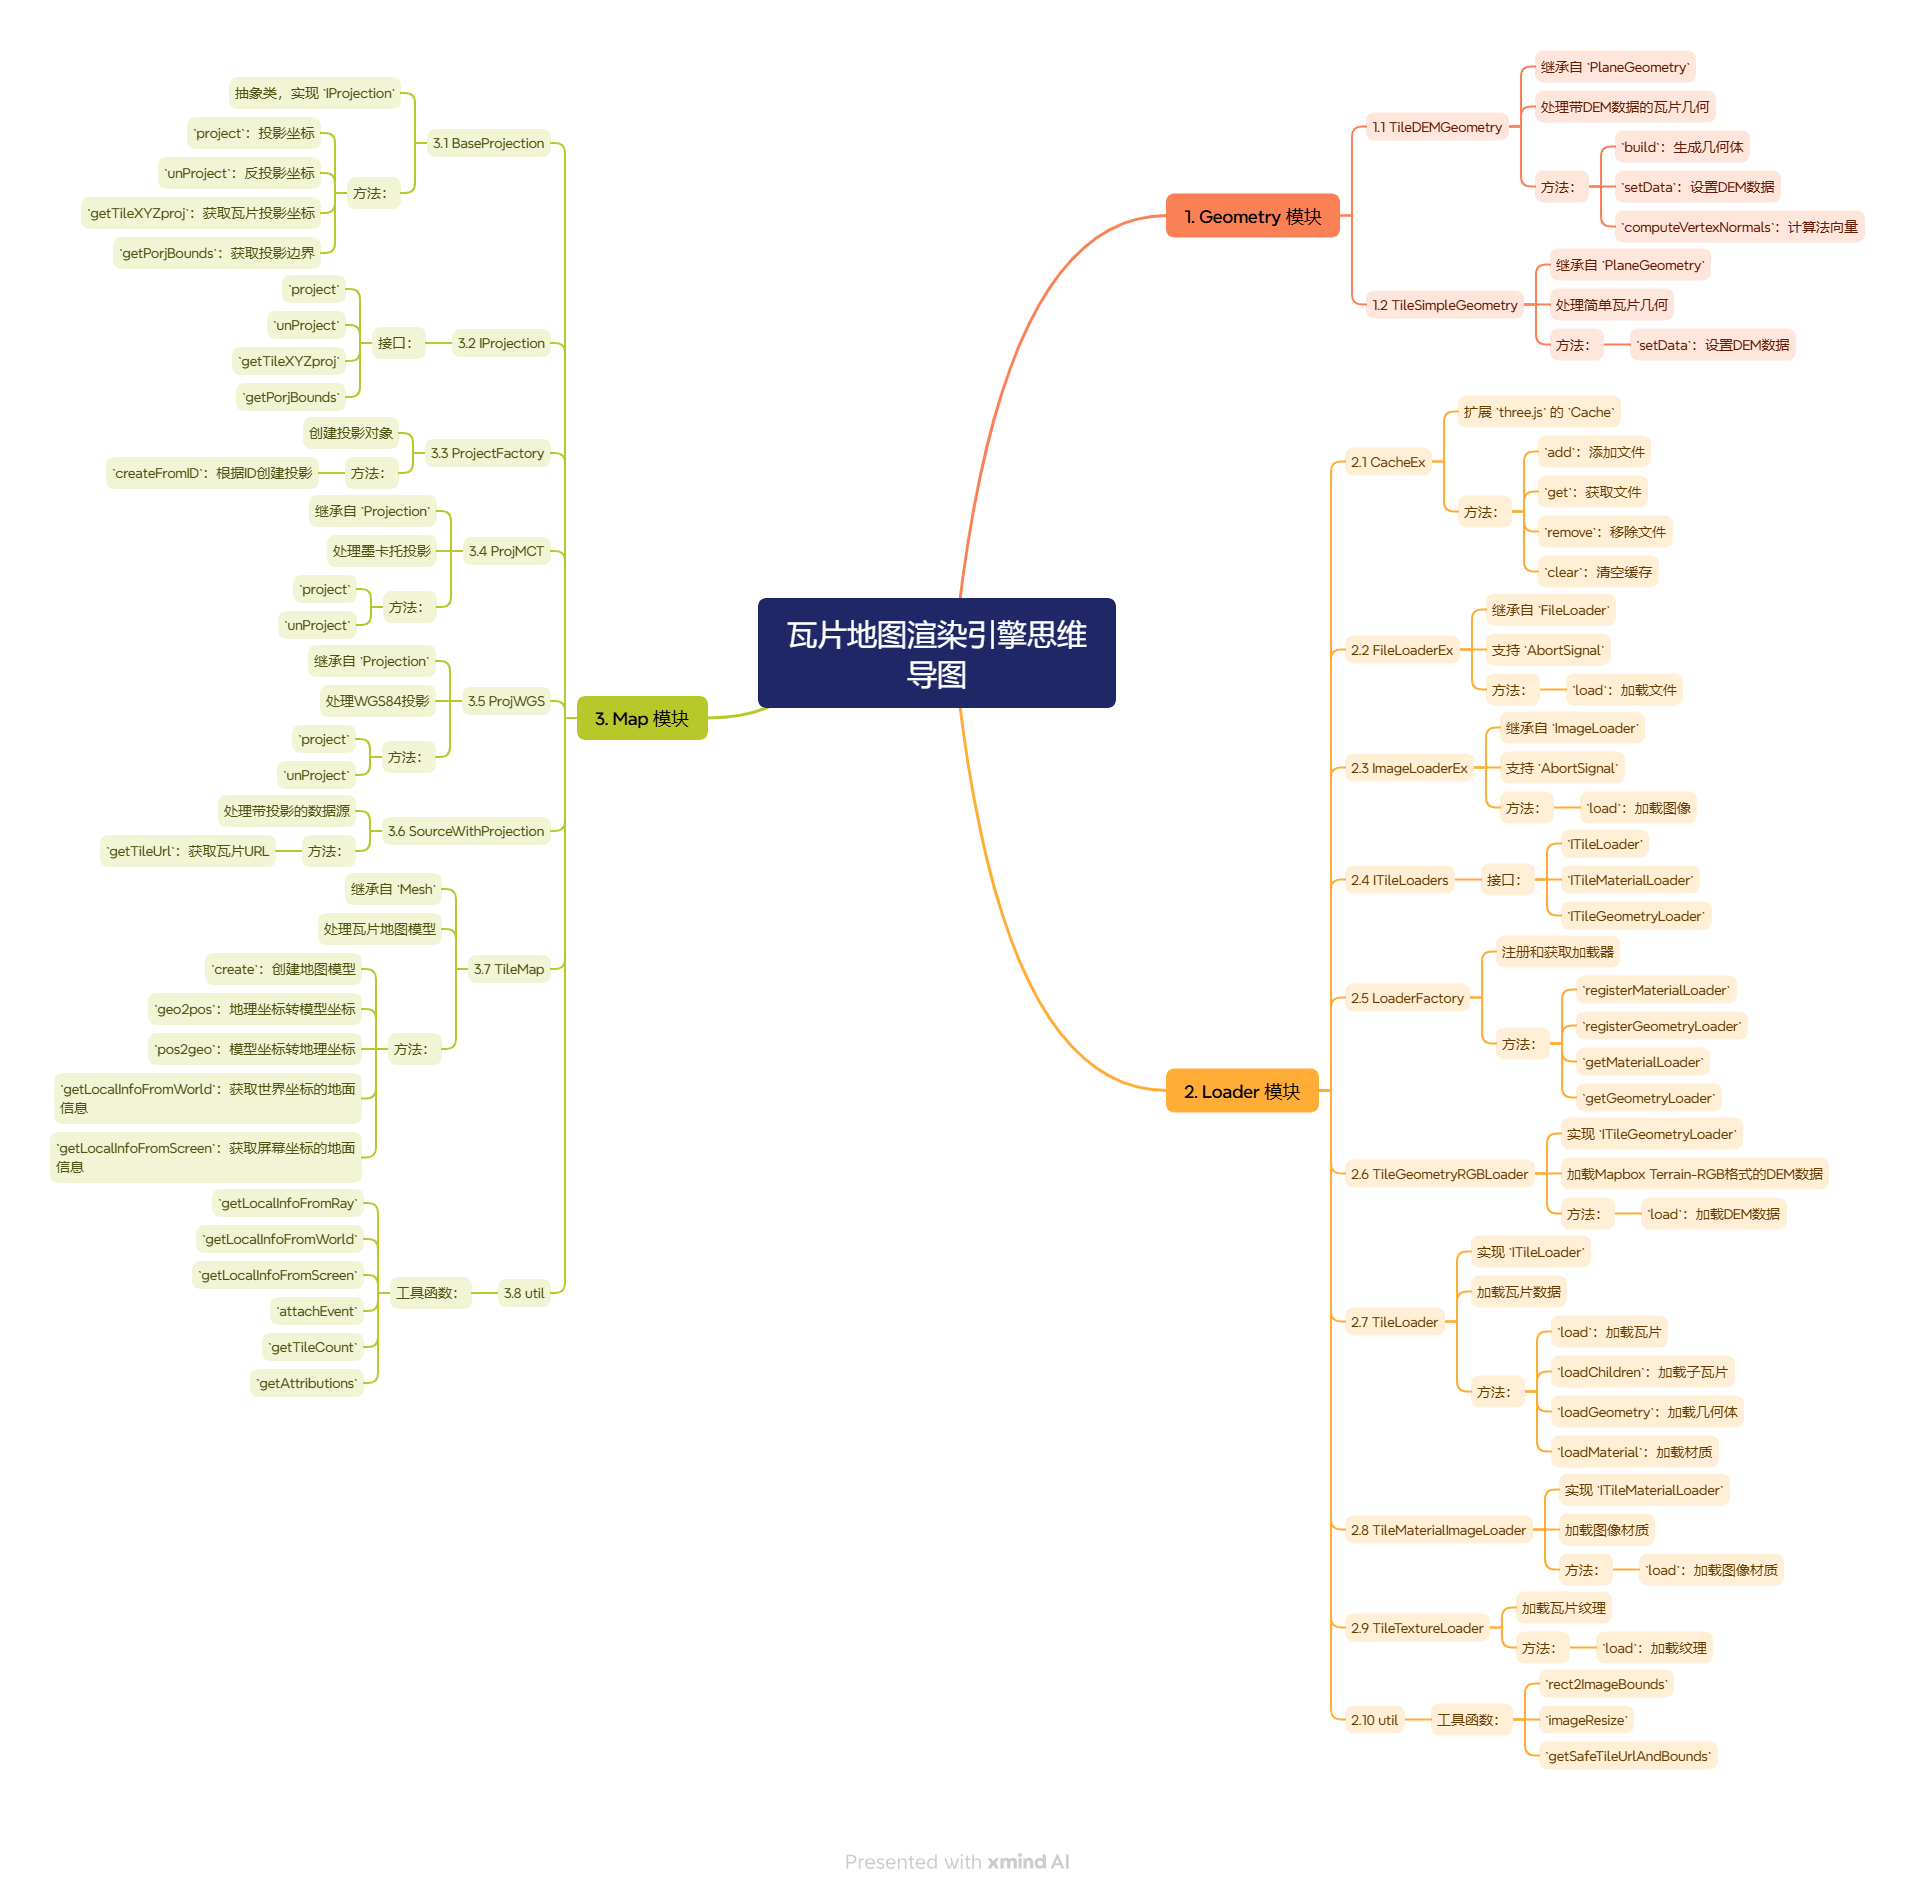 瓦片地图渲染引擎思维
导图
1. Geometry 模块
1.1 TileDEMGeometry
继承自 `PlaneGeometry`
处理带DEM数据的瓦片几何
方法：
`build`：生成几何体
`setData`：设置DEM数据
`computeVertexNormals`：计算法向量
1.2 TileSimpleGeometry
继承自 `PlaneGeometry`
处理简单瓦片几何
方法：
`setData`：设置DEM数据
2. Loader 模块
2.1 CacheEx
扩展 `three.js` 的 `Cache`
方法：
`add`：添加文件
`get`：获取文件
`remove`：移除文件
`clear`：清空缓存
2.2 FileLoaderEx
继承自 `FileLoader`
支持 `AbortSignal`
方法：
`load`：加载文件
2.3 ImageLoaderEx
继承自 `ImageLoader`
支持 `AbortSignal`
方法：
`load`：加载图像
2.4 ITileLoaders
接口：
`ITileLoader`
`ITileMaterialLoader`
`ITileGeometryLoader`
2.5 LoaderFactory
注册和获取加载器
方法：
`registerMaterialLoader`
`registerGeometryLoader`
`getMaterialLoader`
`getGeometryLoader`
2.6 TileGeometryRGBLoader
实现 `ITileGeometryLoader`
加载Mapbox Terrain-RGB格式的DEM数据
方法：
`load`：加载DEM数据
2.7 TileLoader
实现 `ITileLoader`
加载瓦片数据
方法：
`load`：加载瓦片
`loadChildren`：加载子瓦片
`loadGeometry`：加载几何体
`loadMaterial`：加载材质
2.8 TileMaterialImageLoader
实现 `ITileMaterialLoader`
加载图像材质
方法：
`load`：加载图像材质
2.9 TileTextureLoader
加载瓦片纹理
方法：
`load`：加载纹理
2.10 util
工具函数：
`rect2ImageBounds`
`imageResize`
`getSafeTileUrlAndBounds`
3. Map 模块
3.1 BaseProjection
抽象类，实现 `IProjection`
方法：
`project`：投影坐标
`unProject`：反投影坐标
`getTileXYZproj`：获取瓦片投影坐标
`getPorjBounds`：获取投影边界
3.2 IProjection
接口：
`project`
`unProject`
`getTileXYZproj`
`getPorjBounds`
3.3 ProjectFactory
创建投影对象
方法：
`createFromID`：根据ID创建投影
3.4 ProjMCT
继承自 `Projection`
处理墨卡托投影
方法：
`project`
`unProject`
3.5 ProjWGS
继承自 `Projection`
处理WGS84投影
方法：
`project`
`unProject`
3.6 SourceWithProjection
处理带投影的数据源
方法：
`getTileUrl`：获取瓦片URL
3.7 TileMap
继承自 `Mesh`
处理瓦片地图模型
方法：
`create`：创建地图模型
`geo2pos`：地理坐标转模型坐标
`pos2geo`：模型坐标转地理坐标
`getLocalInfoFromWorld`：获取世界坐标的地面
信息
`getLocalInfoFromScreen`：获取屏幕坐标的地面
信息
3.8 util
工具函数：
`getLocalInfoFromRay`
`getLocalInfoFromWorld`
`getLocalInfoFromScreen`
`attachEvent`
`getTileCount`
`getAttributions`
Presented with xmind AI